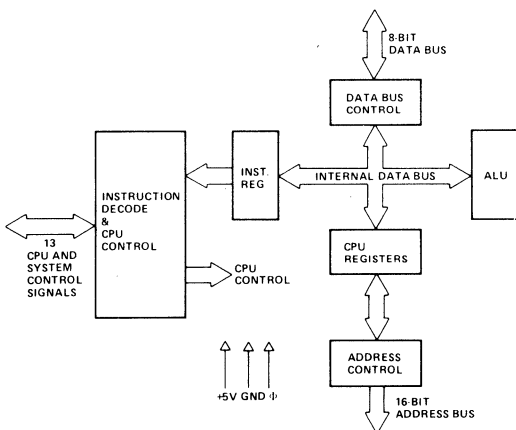 8-BIT
DATA BUS
DATA BUS
CONTROL
INST.
REG
INTERNAL DATA BUS
ALU
INSTRUCTION
DECODE
&
CPU
CONTROL
13
CPU AND
SYSTEM
CONTROL
SIGNALS
CPU
CONTROL
CPU
REGISTERS
ADDRESS
CONTROL
+5V GND Φ
16-BIT
ADDRESS BUS